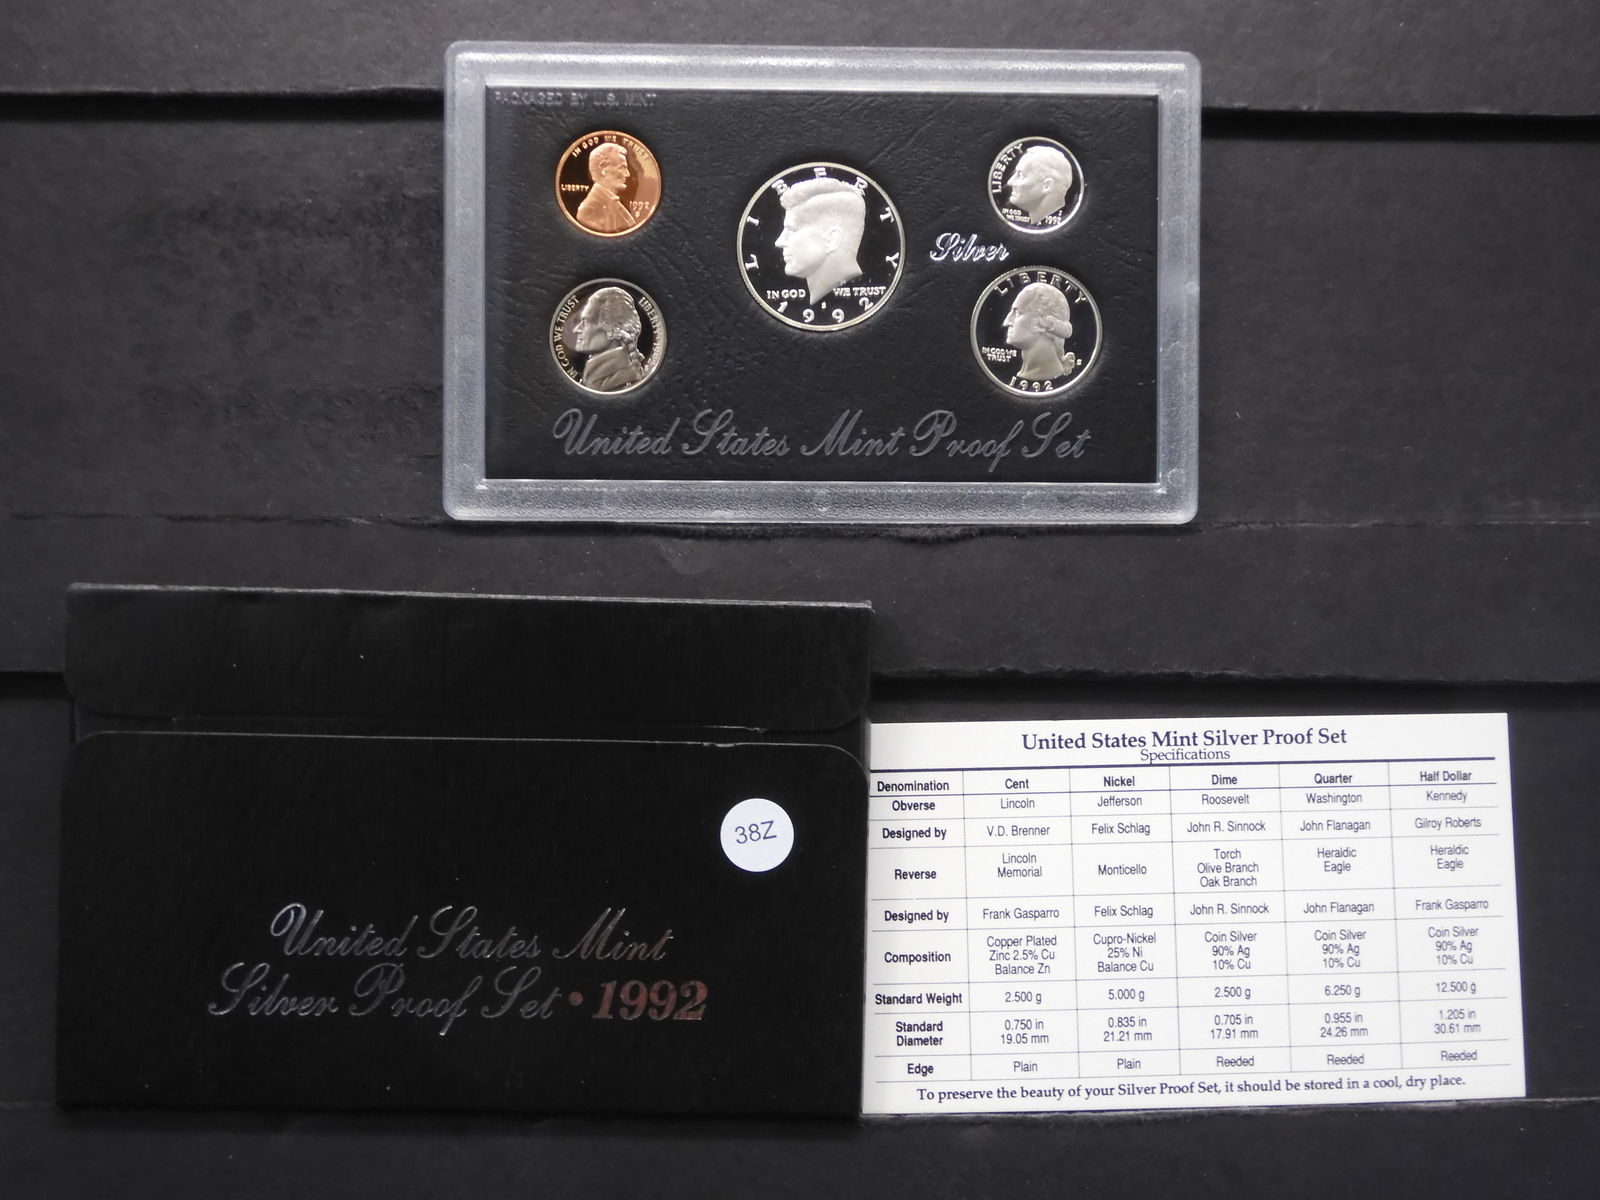 PACKAGED BY U.S. MINT
IN GOD WE TRUST
LIBERTY
1992
S
LIBERTY
IN GOD WE TRUST
1992
S
LIBERTY
IN GOD
WE TRUST
1992
Silver
IN GOD WE TRUST
LIBERTY
LIBERTY
IN GOD WE
TRUST
S
1992
United States Mint Proof Set
38Z
United States Mint
Silver Proof Set • 1992
United States Mint Silver Proof Set
Specifications
Denomination Cent Nickel Dime Quarter Half Dollar
Obverse Lincoln Jefferson Roosevelt Washington Kennedy
Designed by V.D. Brenner Felix Schlag John R. Sinnock John Flanagan Gilroy Roberts
Reverse Lincoln Memorial Monticello Torch Olive Branch Oak Branch Heraldic Eagle Heraldic Eagle
Designed by Frank Gasparro Felix Schlag John R. Sinnock John Flanagan Frank Gasparro
Composition Copper Plated Zinc 2.5% Cu Balance Zn Cupro-Nickel 25% Ni Balance Cu Coin Silver 90% Ag 10% Cu Coin Silver 90% Ag 10% Cu Coin Silver 90% Ag 10% Cu
Standard Weight 2.500 g 5.000 g 2.500 g 6.250 g 12.500 g
Standard Diameter 0.750 in 19.05 mm 0.835 in 21.21 mm 0.705 in 17.91 mm 0.955 in 24.26 mm 1.205 in 30.61 mm
Edge Plain Plain Reeded Reeded Reeded
To preserve the beauty of your Silver Proof Set, it should be stored in a cool, dry place.